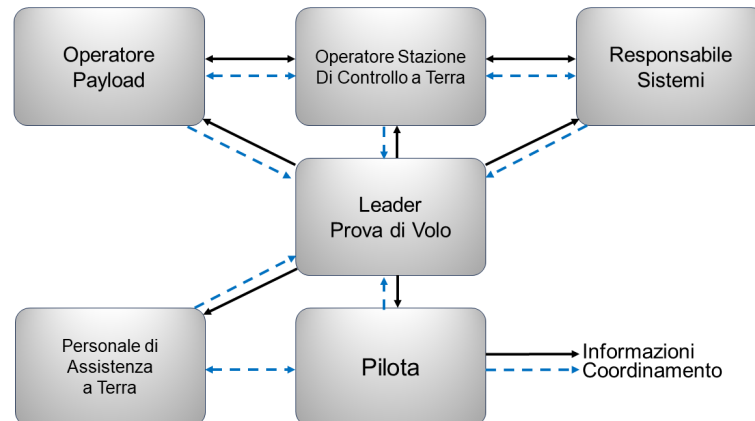 Operatore
Payload
Operatore Stazione
Di Controllo a Terra
Responsabile
Sistemi
Leader
Prova di Volo
Personale di
Assistenza
a Terra
Pilota
Informazioni
Coordinamento